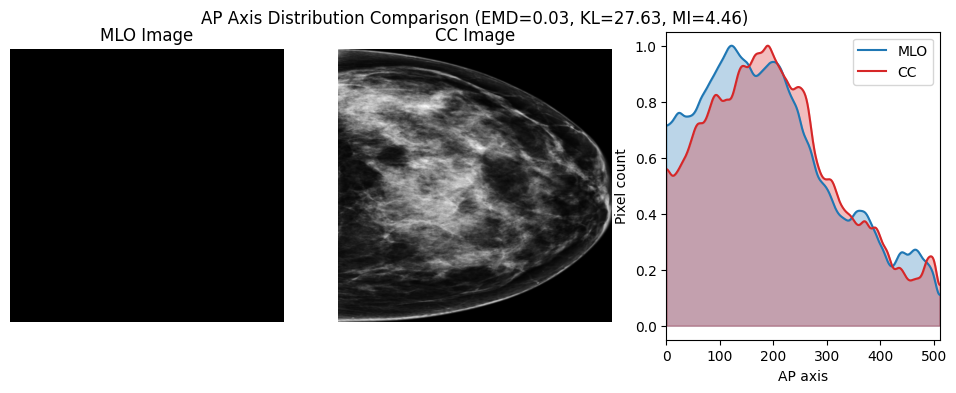 AP Axis Distribution Comparison (EMD=0.03, KL=27.63, MI=4.46)
MLO Image
CC Image
MLO
CC
Pixel count
1.0
0.8
0.6
0.4
0.2
0.0
0 100 200 300 400 500
AP axis